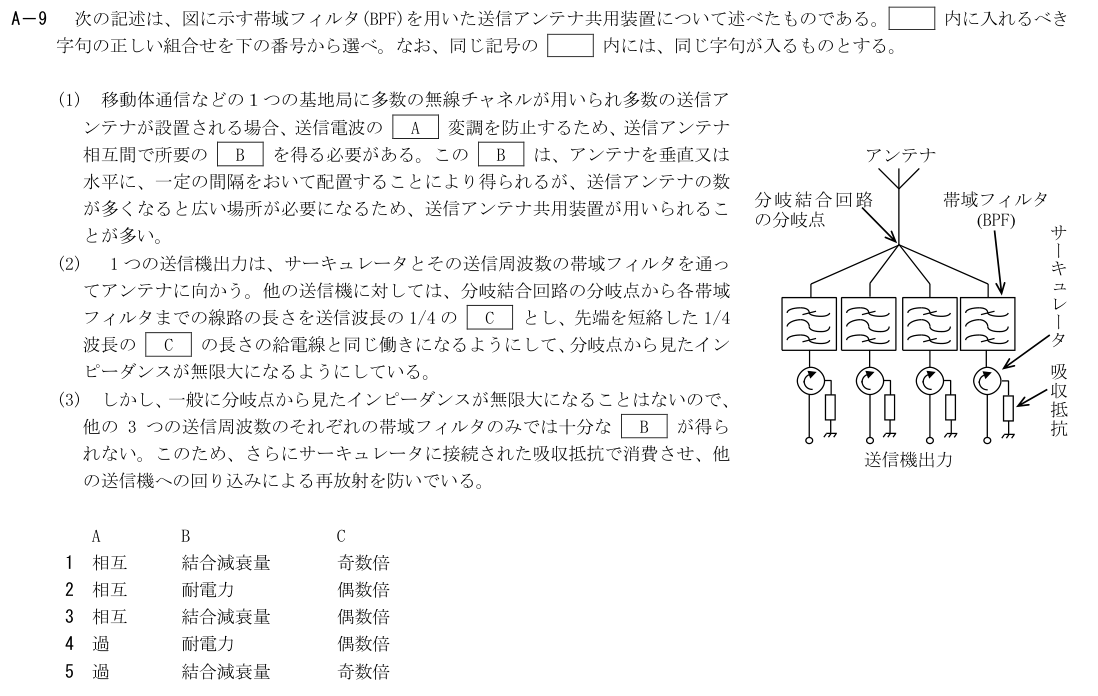 A－9 次の記述は、図に示す帯域フィルタ(BPF)を用いた送信アンテナ共用装置について述べたものである。 内に入れるべき
字句の正しい組合せを下の番号から選べ。なお、同じ記号の 内には、同じ字句が入るものとする。
(1) 移動体通信などの１つの基地局に多数の無線チャネルが用いられ多数の送信ア
ンテナが設置される場合、送信電波の A 変調を防止するため、送信アンテナ
相互間で所要の B を得る必要がある。この B は、アンテナを垂直又は
水平に、一定の間隔をおいて配置することにより得られるが、送信アンテナの数
が多くなると広い場所が必要になるため、送信アンテナ共用装置が用いられるこ
とが多い。
(2) １つの送信機出力は、サーキュレータとその送信周波数の帯域フィルタを通っ
てアンテナに向かう。他の送信機に対しては、分岐結合回路の分岐点から各帯域
フィルタまでの線路の長さを送信波長の 1/4 の C とし、先端を短絡した 1/4
波長の C の長さの給電線と同じ働きになるようにして、分岐点から見たイン
ピーダンスが無限大になるようにしている。
(3) しかし、一般に分岐点から見たインピーダンスが無限大になることはないので、
他の 3 つの送信周波数のそれぞれの帯域フィルタのみでは十分な B が得ら
れない。このため、さらにサーキュレータに接続された吸収抵抗で消費させ、他
の送信機への回り込みによる再放射を防いでいる。
アンテナ
分岐結合回路
の分岐点
帯域フィルタ
(BPF)
サーキュレータ
吸収抵抗
送信機出力
A B C
1 相互 結合減衰量 奇数倍
2 相互 耐電力 偶数倍
3 相互 結合減衰量 偶数倍
4 過 耐電力 偶数倍
5 過 結合減衰量 奇数倍